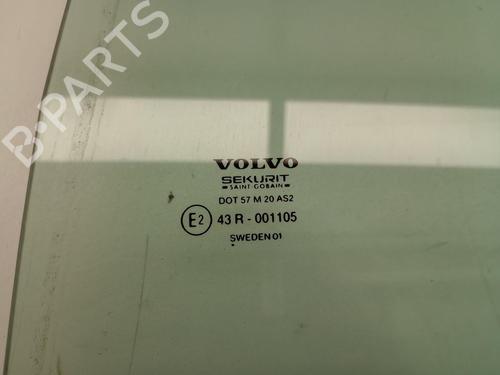 B-PARTS
VOLVO
SEKURIT
SAINT GOBAIN
DOT 57 M 20 AS2
E2 43 R - 001105
SWEDEN 01